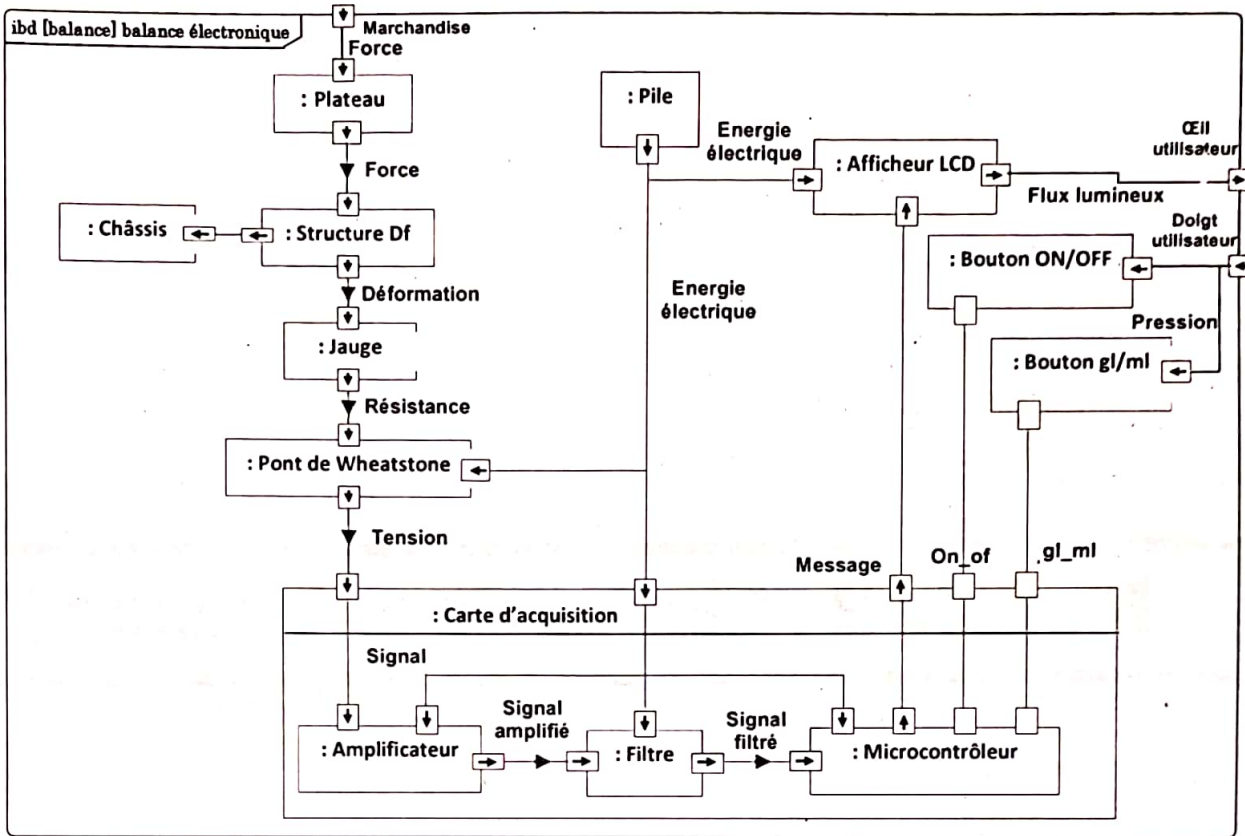 ibd [balance] balance électronique
Marchandise
Force
: Plateau
: Pile
Energie
électrique
: Afficheur LCD
Œil
utilisateur
Flux lumineux
Force
: Châssis
: Structure Df
Doigt
utilisateur
: Bouton ON/OFF
Déformation
Energie
électrique
Pression
: Jauge
: Bouton gl/ml
Résistance
: Pont de Wheatstone
Tension
Message
On_of
gl_ml
: Carte d'acquisition
Signal
Signal
amplifié
Signal
filtré
: Amplificateur
: Filtre
: Microcontrôleur